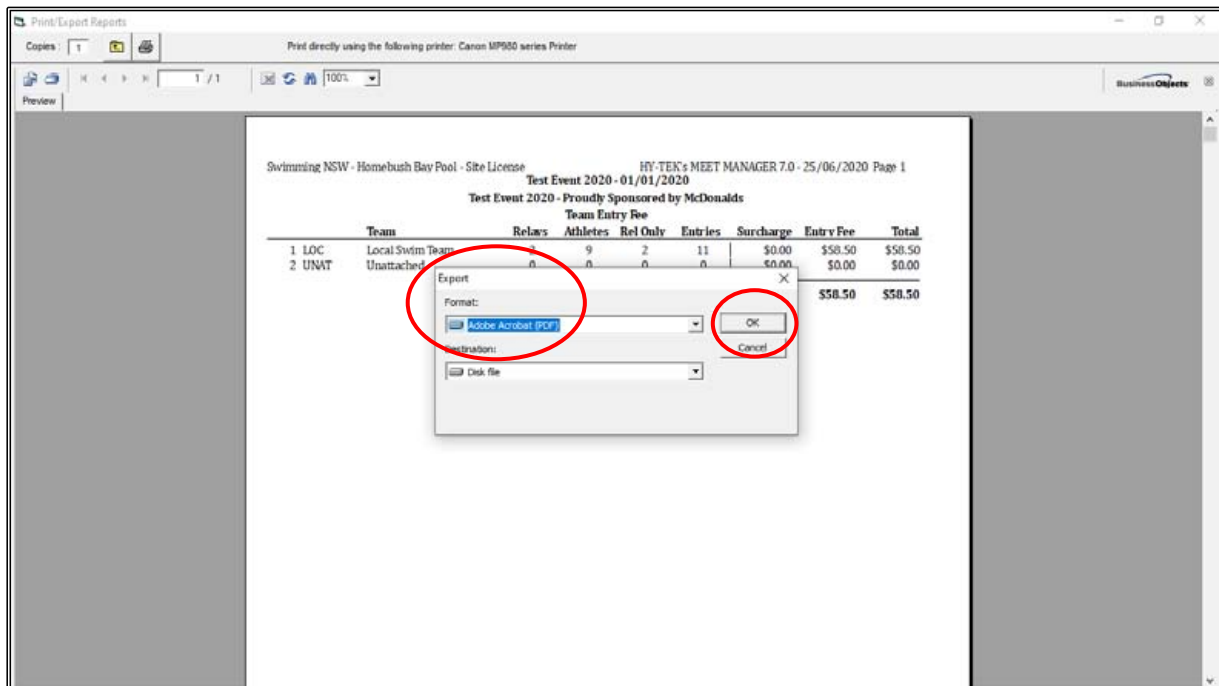 Print/Export Reports
Copies : 1 Print directly using the following printer: Canon MP980 series Printer
1 / 1 100% BusinessObjects
Preview
Swimming NSW - Homebush Bay Pool - Site License HY-TEK's MEET MANAGER 7.0 - 25/06/2020 Page 1
Test Event 2020 - 01/01/2020
Test Event 2020 - Proudly Sponsored by McDonalds
Team Entry Fee
Team Relays Athletes Rel Only Entries Surcharge Entry Fee Total
1 LOC Local Swim Team 9 2 11 $0.00 $58.50 $58.50
2 UNAT Unattached 0 0 0 0 $0.00 $0.00 $0.00
$58.50 $58.50
Export
Format:
Adobe Acrobat (PDF)
OK
Destination:
Cancel
Disk file